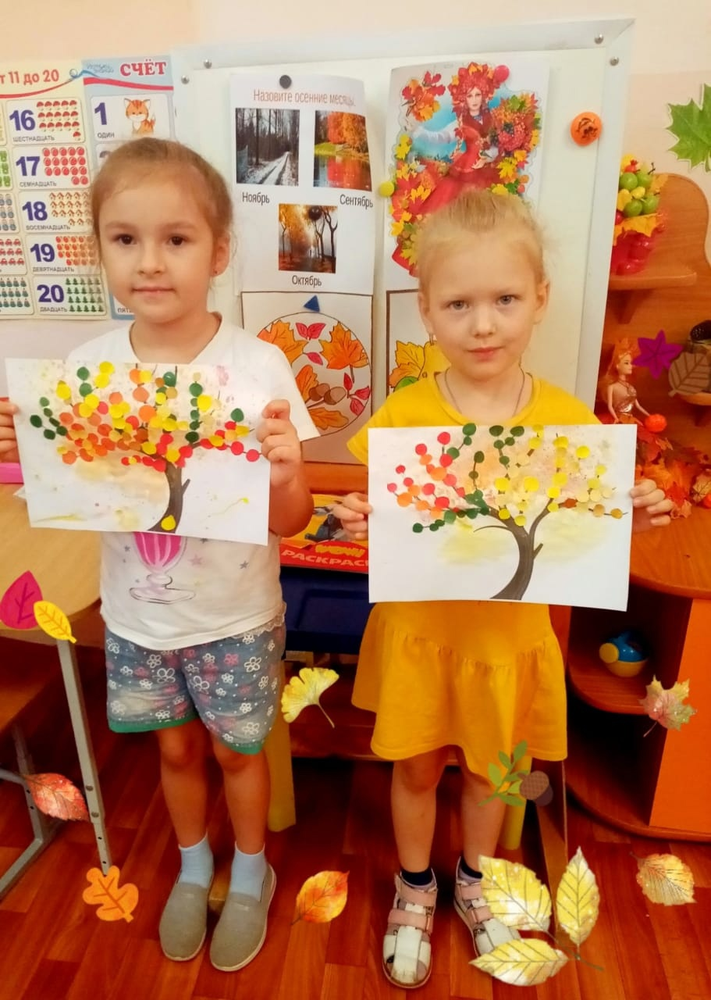 т 11 до 20
16
ШЕСТНАДЦАТЬ
17
СЕМНАДЦАТЬ
18
ВОСЕМНАДЦАТЬ
19
ДЕВЯТНАДЦАТЬ
20
ДВАДЦАТЬ
СЧЁТ
1
ОДИН
Назовите осенние месяцы.
Ноябрь
Сентябрь
Октябрь
РАСКРАС